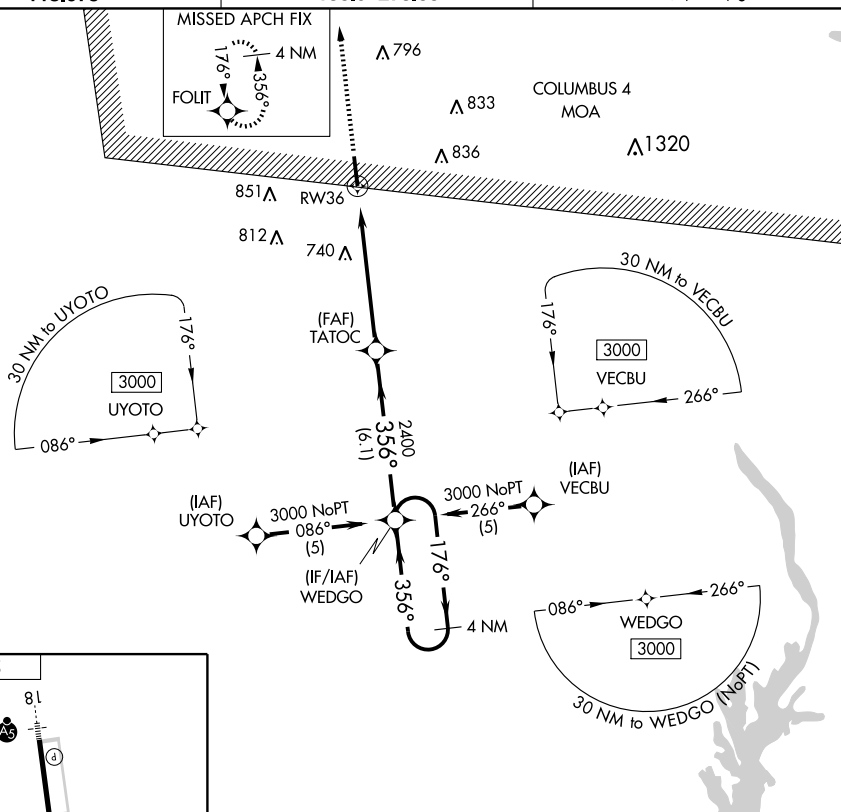 MISSED APCH FIX
4 NM
176°
356°
FOLIT
796
833
COLUMBUS 4
MOA
836
1320
851
RW36
812
740
30 NM to UYOTO
176°
3000
UYOTO
086°
(FAF)
TATOC
30 NM to VECBU
176°
3000
VECBU
266°
2400
356°
(6.1)
(IAF)
UYOTO
3000 NoPT
086°
(5)
3000 NoPT
266°
(5)
(IAF)
VECBU
(IF/IAF)
WEDGO
356°
176°
4 NM
086°
266°
WEDGO
3000
30 NM to WEDGO (NoPT)
18
A5
P